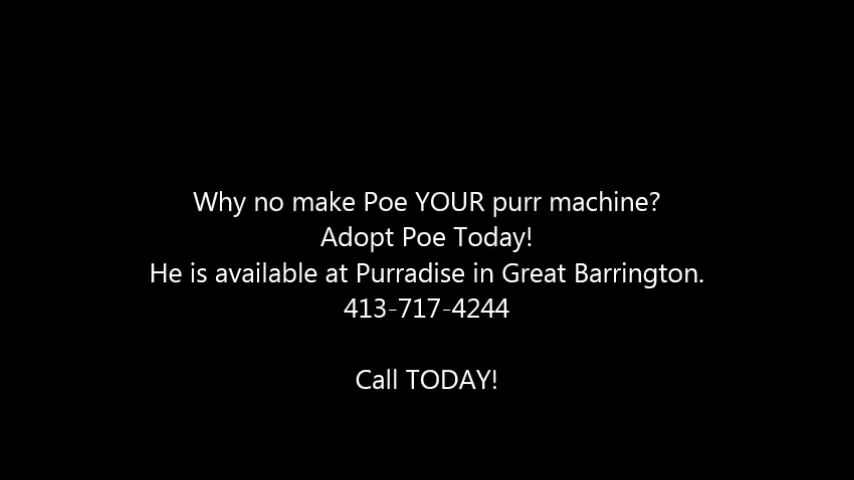 Why no make Poe YOUR purr machine?
Adopt Poe Today!
He is available at Purradise in Great Barrington.
413-717-4244
Call TODAY!